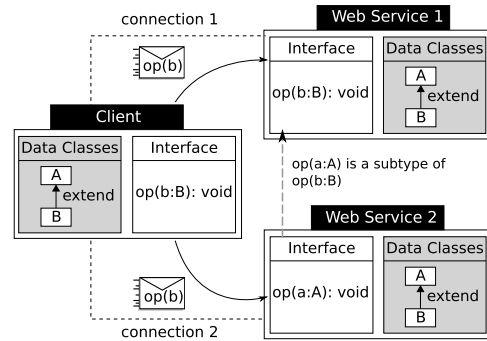 connection 1
Web Service 1
op(b)
Interface
op(b:B): void
Data Classes
A
extend
B
Client
Data Classes
A
extend
B
Interface
op(b:B): void
op(a:A) is a subtype of
op(b:B)
Web Service 2
Interface
op(a:A): void
Data Classes
A
extend
B
op(b)
connection 2